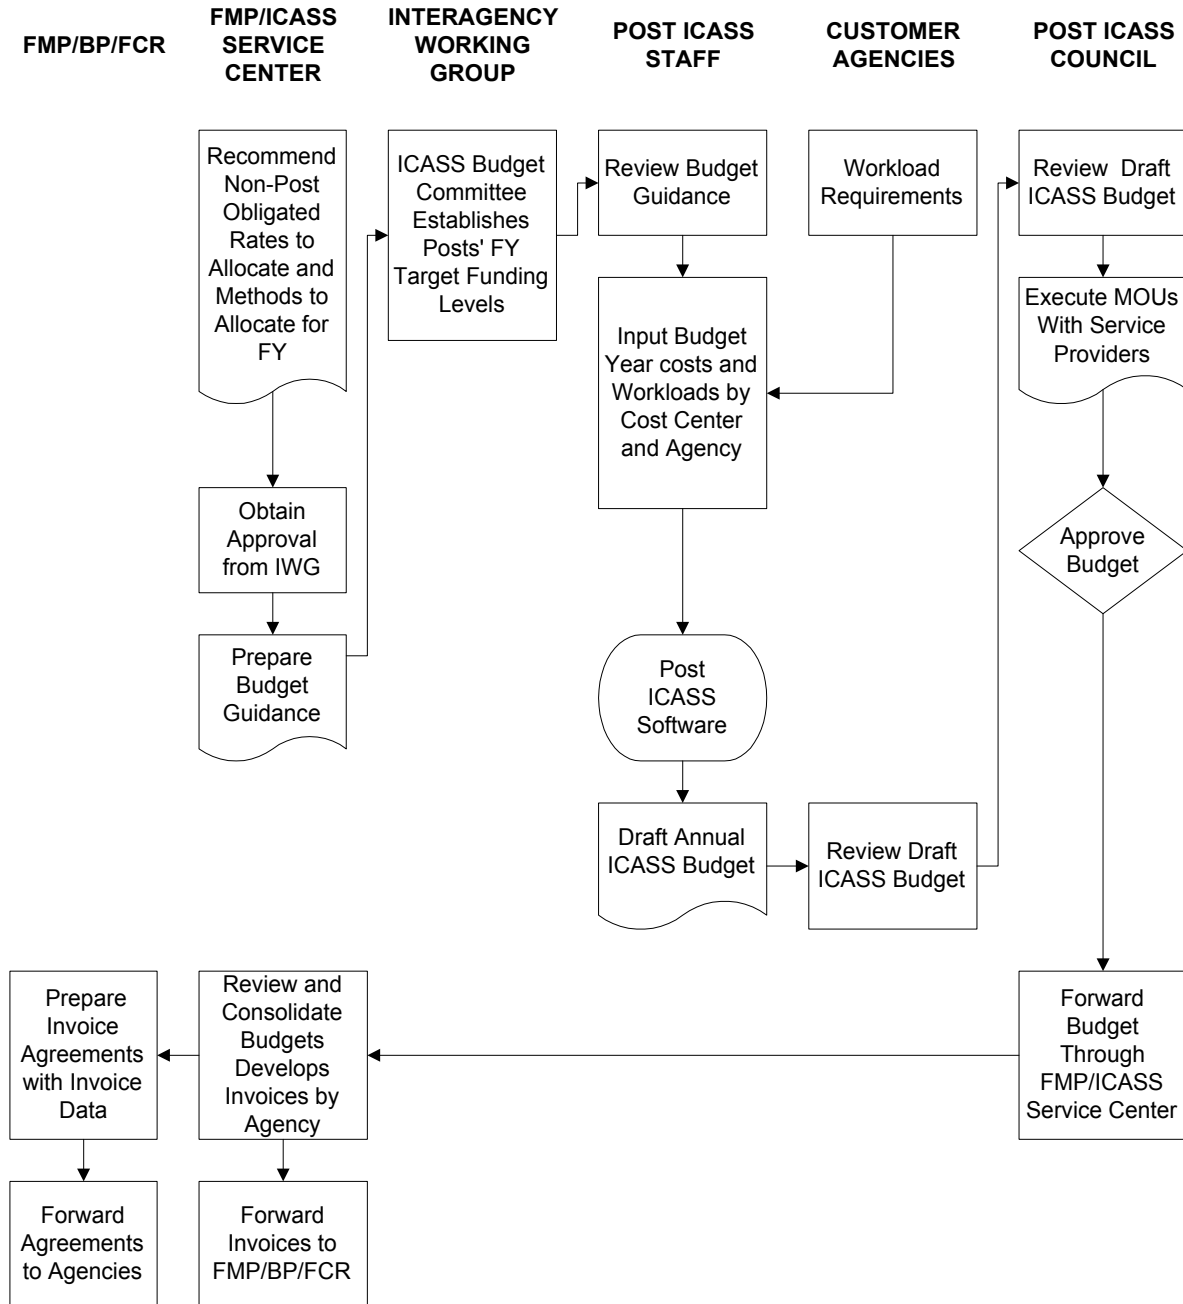 FMP/BP/FCR
FMP/ICASS
SERVICE
CENTER
INTERAGENCY
WORKING
GROUP
POST ICASS
STAFF
CUSTOMER
AGENCIES
POST ICASS
COUNCIL
Recommend
Non-Post
Obligated
Rates to
Allocate and
Methods to
Allocate for
FY
ICASS Budget
Committee
Establishes
Posts' FY
Target Funding
Levels
Review Budget
Guidance
Workload
Requirements
Review Draft
ICASS Budget
Input Budget
Year costs and
Workloads by
Cost Center
and Agency
Execute MOUs
With Service
Providers
Obtain
Approval
from IWG
Approve
Budget
Prepare
Budget
Guidance
Post
ICASS
Software
Draft Annual
ICASS Budget
Review Draft
ICASS Budget
Prepare
Invoice
Agreements
with Invoice
Data
Review and
Consolidate
Budgets
Develops
Invoices by
Agency
Forward
Budget
Through
FMP/ICASS
Service Center
Forward
Agreements
to Agencies
Forward
Invoices to
FMP/BP/FCR